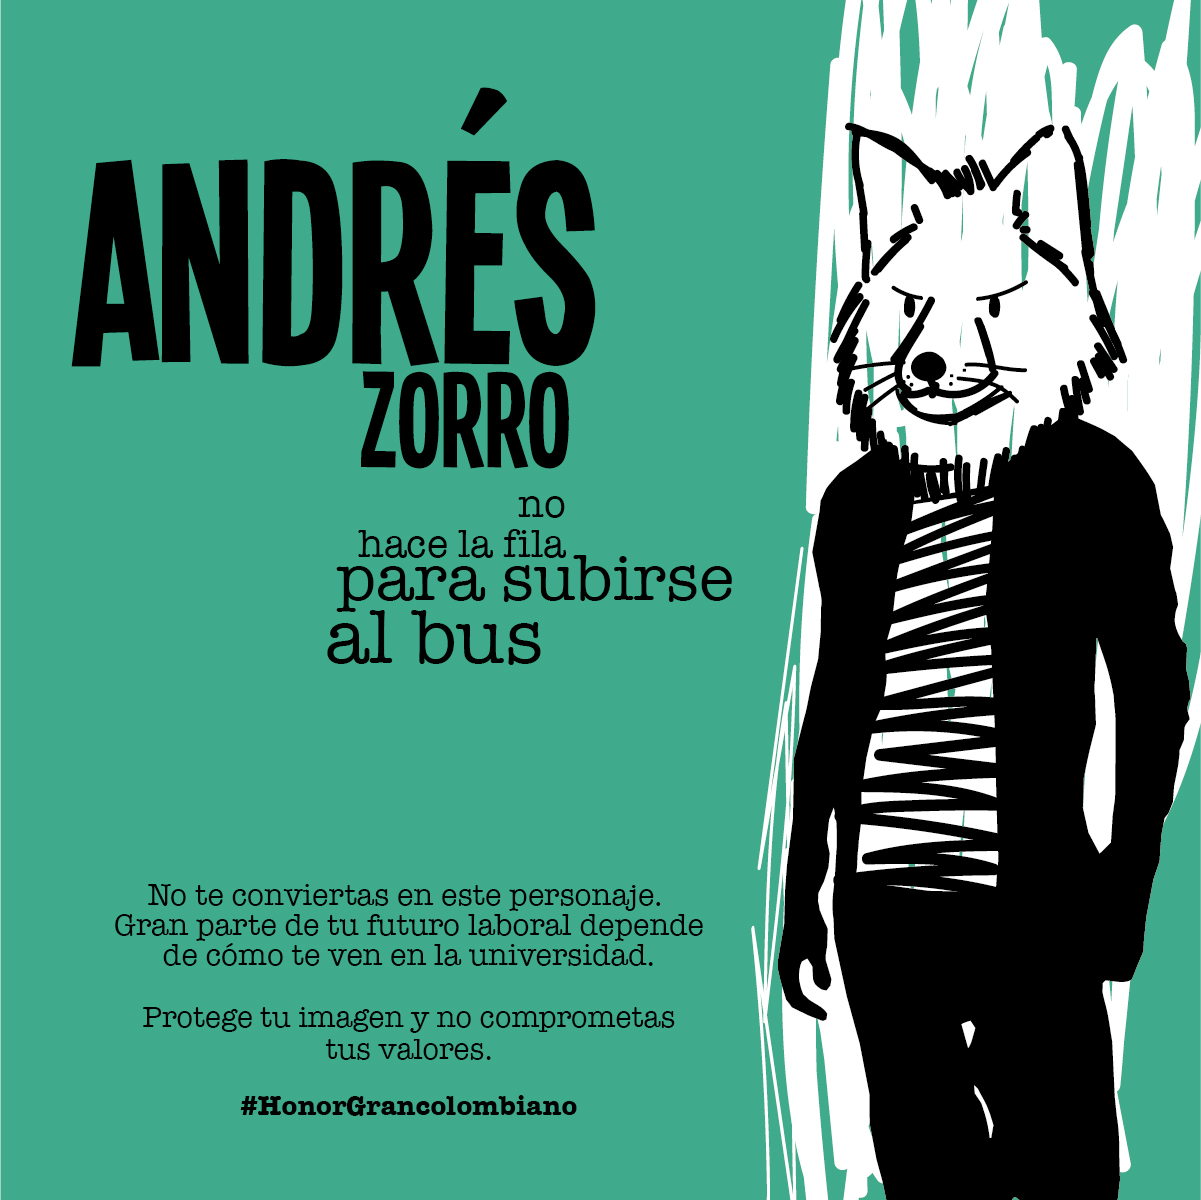 ANDRÉS
ZORRO
no
hace la fila
para subirse
al bus
No te conviertas en este personaje.
Gran parte de tu futuro laboral depende
de cómo te ven en la universidad.
Protege tu imagen y no comprometas
tus valores.
#HonorGrancolombiano